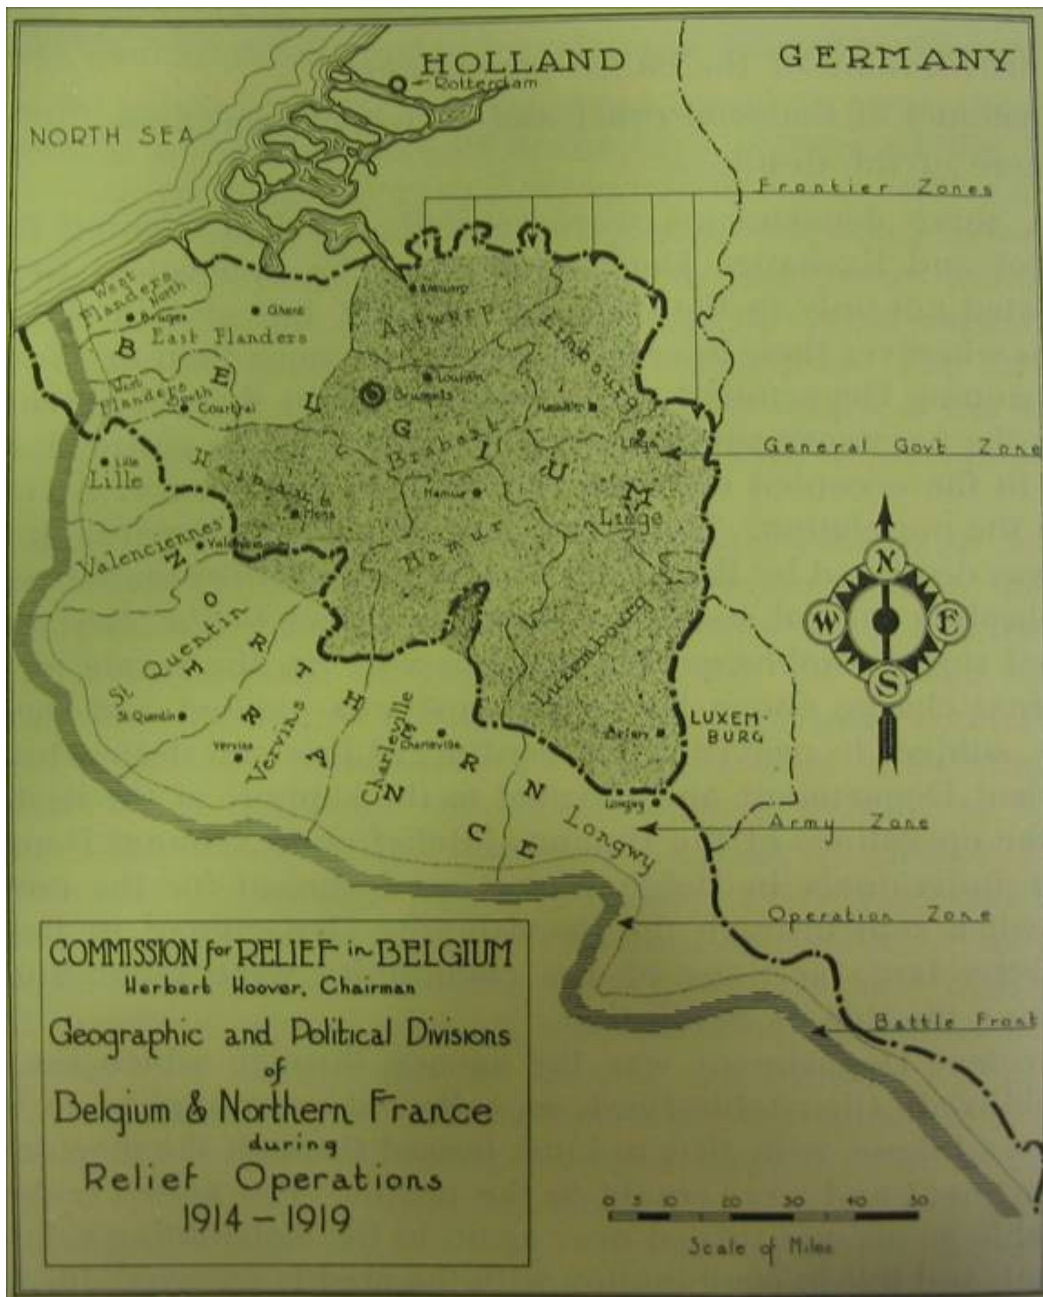 HOLLAND
GERMANY
Rotterdam
NORTH SEA
Frontier Zones
West
Flanders
North
Bruges
Ghent
East Flanders
Antwerp
Antwerp
Limbourg
West
Flanders
South
Courtrai
Louvain
Brussels
Hasselt
Liege
BELGIUM
Brabant
General Govt Zone
Lille
Lille
Hainaut
Mons
Namur
Namur
Liege
Valenciennes
Valenciennes
N
W
E
S
NORTHERN
FRANCE
St Quentin
St Quentin
Vervins
Vervins
Charleville
Charleville
Luxembourg
LUXEM-
BURG
Longwy
Longwy
Army Zone
Operation Zone
Battle Front
COMMISSION for RELIEF in BELGIUM
Herbert Hoover, Chairman
Geographic and Political Divisions
of
Belgium & Northern France
during
Relief Operations
1914 – 1919
0 5 10 20 30 40 50
Scale of Miles